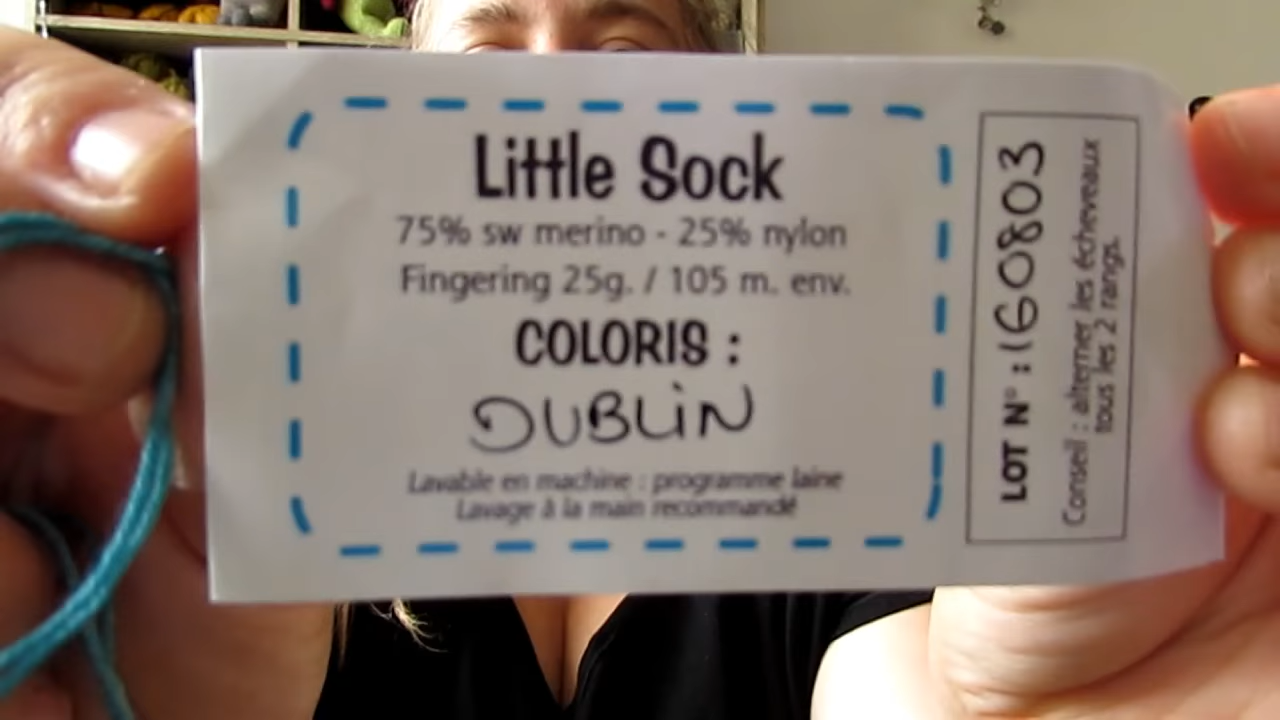 Little Sock
75% sw merino - 25% nylon
Fingering 25g. / 105 m. env.
COLORIS :
DUBLiN
Lavable en machine : programme laine
Lavage à la main recommandé
LOT N° : 160803
Conseil : alterner les écheveaux
tous les 2 rangs.